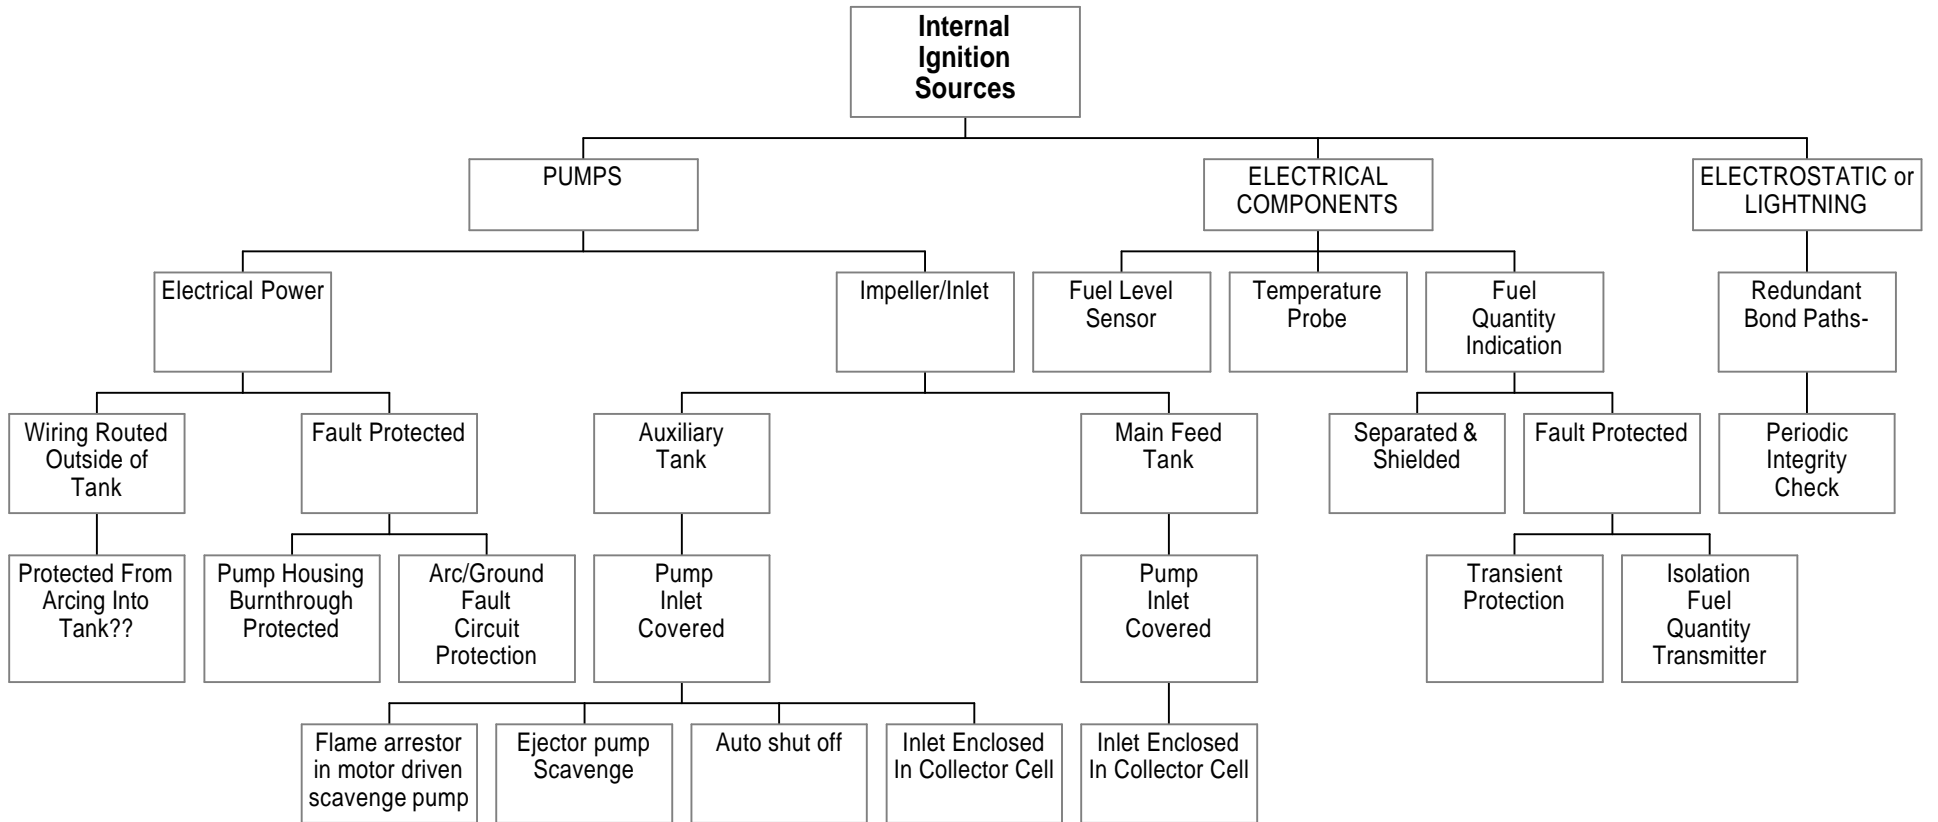 Internal
Ignition
Sources
PUMPS
ELECTRICAL
COMPONENTS
ELECTROSTATIC or
LIGHTNING
Electrical Power
Impeller/Inlet
Fuel Level
Sensor
Temperature
Probe
Fuel
Quantity
Indication
Redundant
Bond Paths-
Wiring Routed
Outside of
Tank
Fault Protected
Auxiliary
Tank
Main Feed
Tank
Separated &
Shielded
Fault Protected
Periodic
Integrity
Check
Protected From
Arcing Into
Tank??
Pump Housing
Burnthrough
Protected
Arc/Ground
Fault
Circuit
Protection
Pump
Inlet
Covered
Pump
Inlet
Covered
Transient
Protection
Isolation
Fuel
Quantity
Transmitter
Flame arrestor
in motor driven
scavenge pump
Ejector pump
Scavenge
Auto shut off
Inlet Enclosed
In Collector Cell
Inlet Enclosed
In Collector Cell